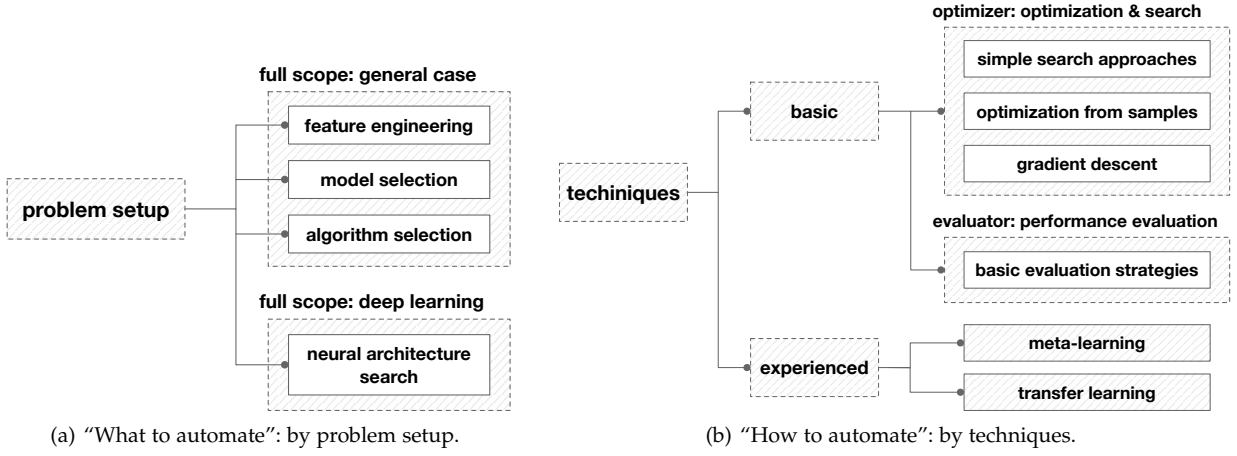 problem setup
full scope: general case
feature engineering
model selection
algorithm selection
full scope: deep learning
neural architecture
search
(a) “What to automate”: by problem setup.
techiniques
basic
optimizer: optimization & search
simple search approaches
optimization from samples
gradient descent
evaluator: performance evaluation
basic evaluation strategies
experienced
meta-learning
transfer learning
(b) “How to automate”: by techniques.